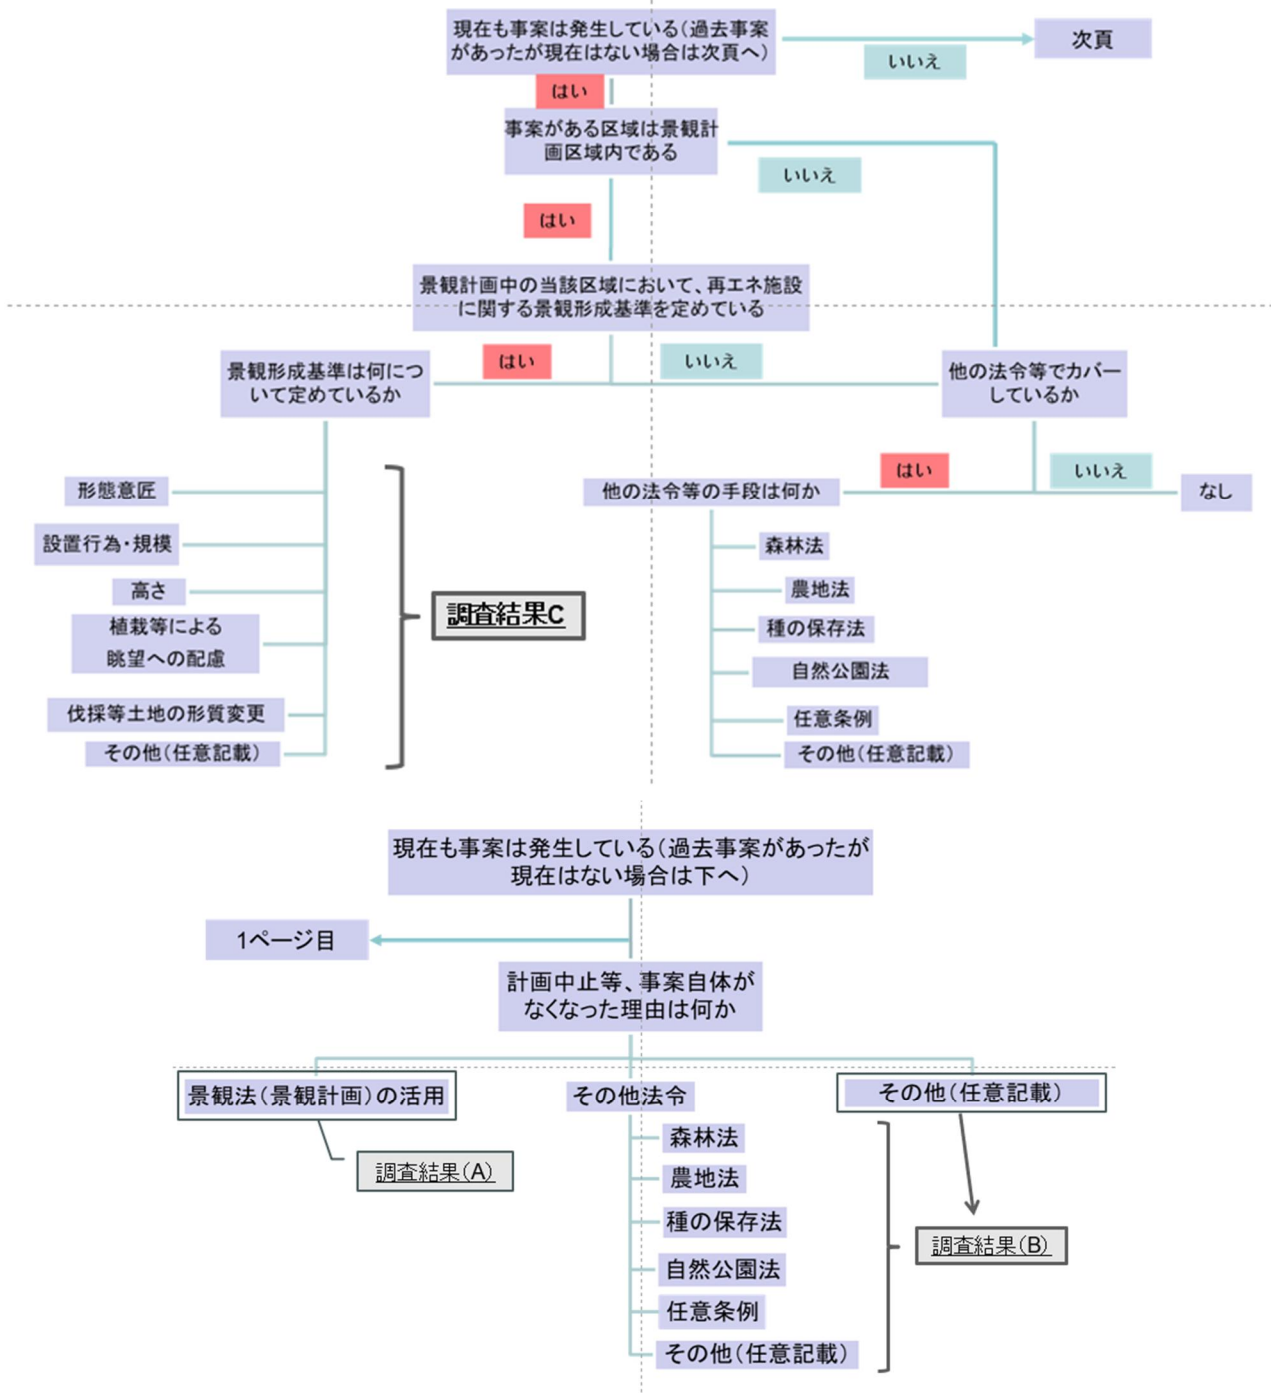 現在も事案は発生している（過去事案
があったが現在はない場合は次頁へ）
いいえ
次頁
はい
事案がある区域は景観計
画区域内である
いいえ
はい
景観計画中の当該区域において、再エネ施設
に関する景観形成基準を定めている
はい
いいえ
景観形成基準は何につ
いて定めているか
他の法令等でカバー
しているか
はい
いいえ
なし
形態意匠
設置行為・規模
高さ
植栽等による
眺望への配慮
伐採等土地の形質変更
その他（任意記載）
調査結果C
他の法令等の手段は何か
森林法
農地法
種の保存法
自然公園法
任意条例
その他（任意記載）
現在も事案は発生している（過去事案があったが
現在はない場合は下へ）
1ページ目
計画中止等、事案自体が
なくなった理由は何か
景観法（景観計画）の活用
調査結果（A）
その他法令
森林法
農地法
種の保存法
自然公園法
任意条例
その他（任意記載）
その他（任意記載）
調査結果（B）